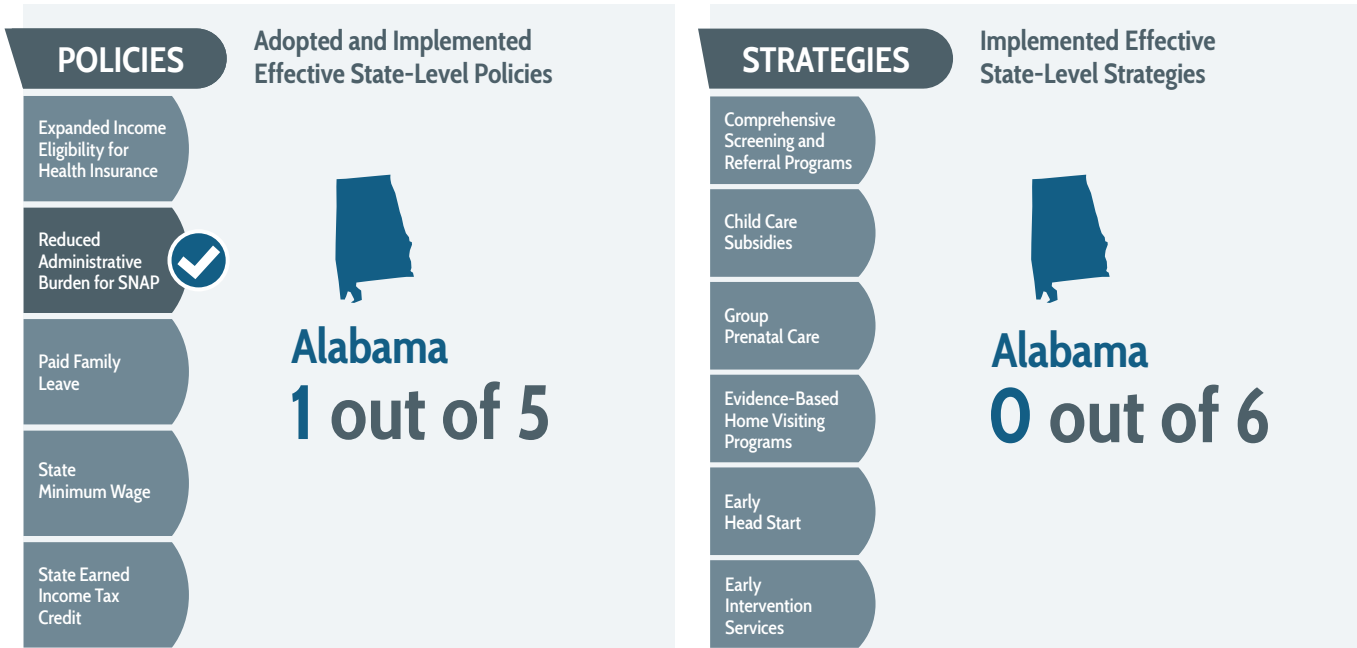 POLICIES
Adopted and Implemented
Effective State-Level Policies
Expanded Income
Eligibility for
Health Insurance
Reduced
Administrative
Burden for SNAP
Paid Family
Leave
State
Minimum Wage
State Earned
Income Tax
Credit
Alabama
1 out of 5
STRATEGIES
Implemented Effective
State-Level Strategies
Comprehensive
Screening and
Referral Programs
Child Care
Subsidies
Group
Prenatal Care
Evidence-Based
Home Visiting
Programs
Early
Head Start
Early
Intervention
Services
Alabama
0 out of 6